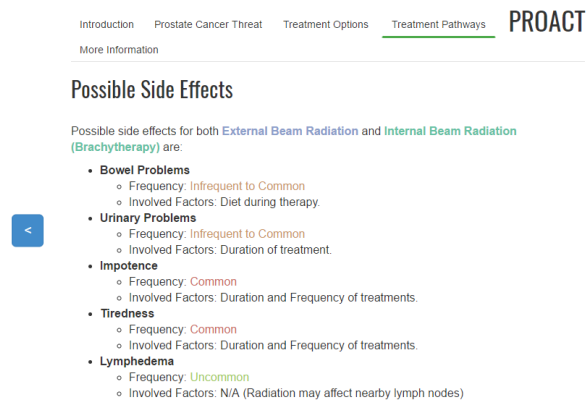 Introduction Prostate Cancer Threat Treatment Options Treatment Pathways PROACT
More Information
Possible Side Effects
Possible side effects for both External Beam Radiation and Internal Beam Radiation
(Brachytherapy) are:
• Bowel Problems
◦ Frequency: Infrequent to Common
◦ Involved Factors: Diet during therapy.
• Urinary Problems
◦ Frequency: Infrequent to Common
◦ Involved Factors: Duration of treatment.
• Impotence
◦ Frequency: Common
◦ Involved Factors: Duration and Frequency of treatments.
• Tiredness
◦ Frequency: Common
◦ Involved Factors: Duration and Frequency of treatments.
<
• Lymphedema
◦ Frequency: Uncommon
◦ Involved Factors: N/A (Radiation may affect nearby lymph nodes)